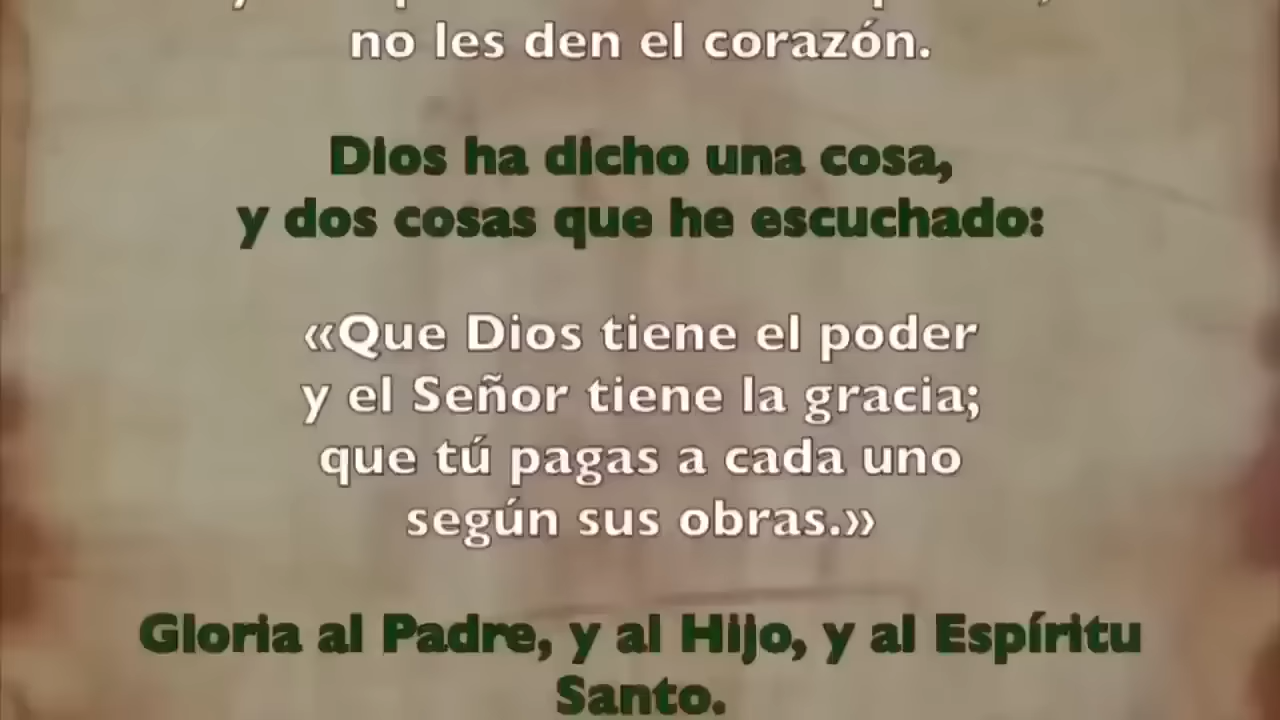 no les den el corazón.
Dios ha dicho una cosa,
y dos cosas que he escuchado:
«Que Dios tiene el poder
y el Señor tiene la gracia;
que tú pagas a cada uno
según sus obras.»
Gloria al Padre, y al Hijo, y al Espíritu
Santo.